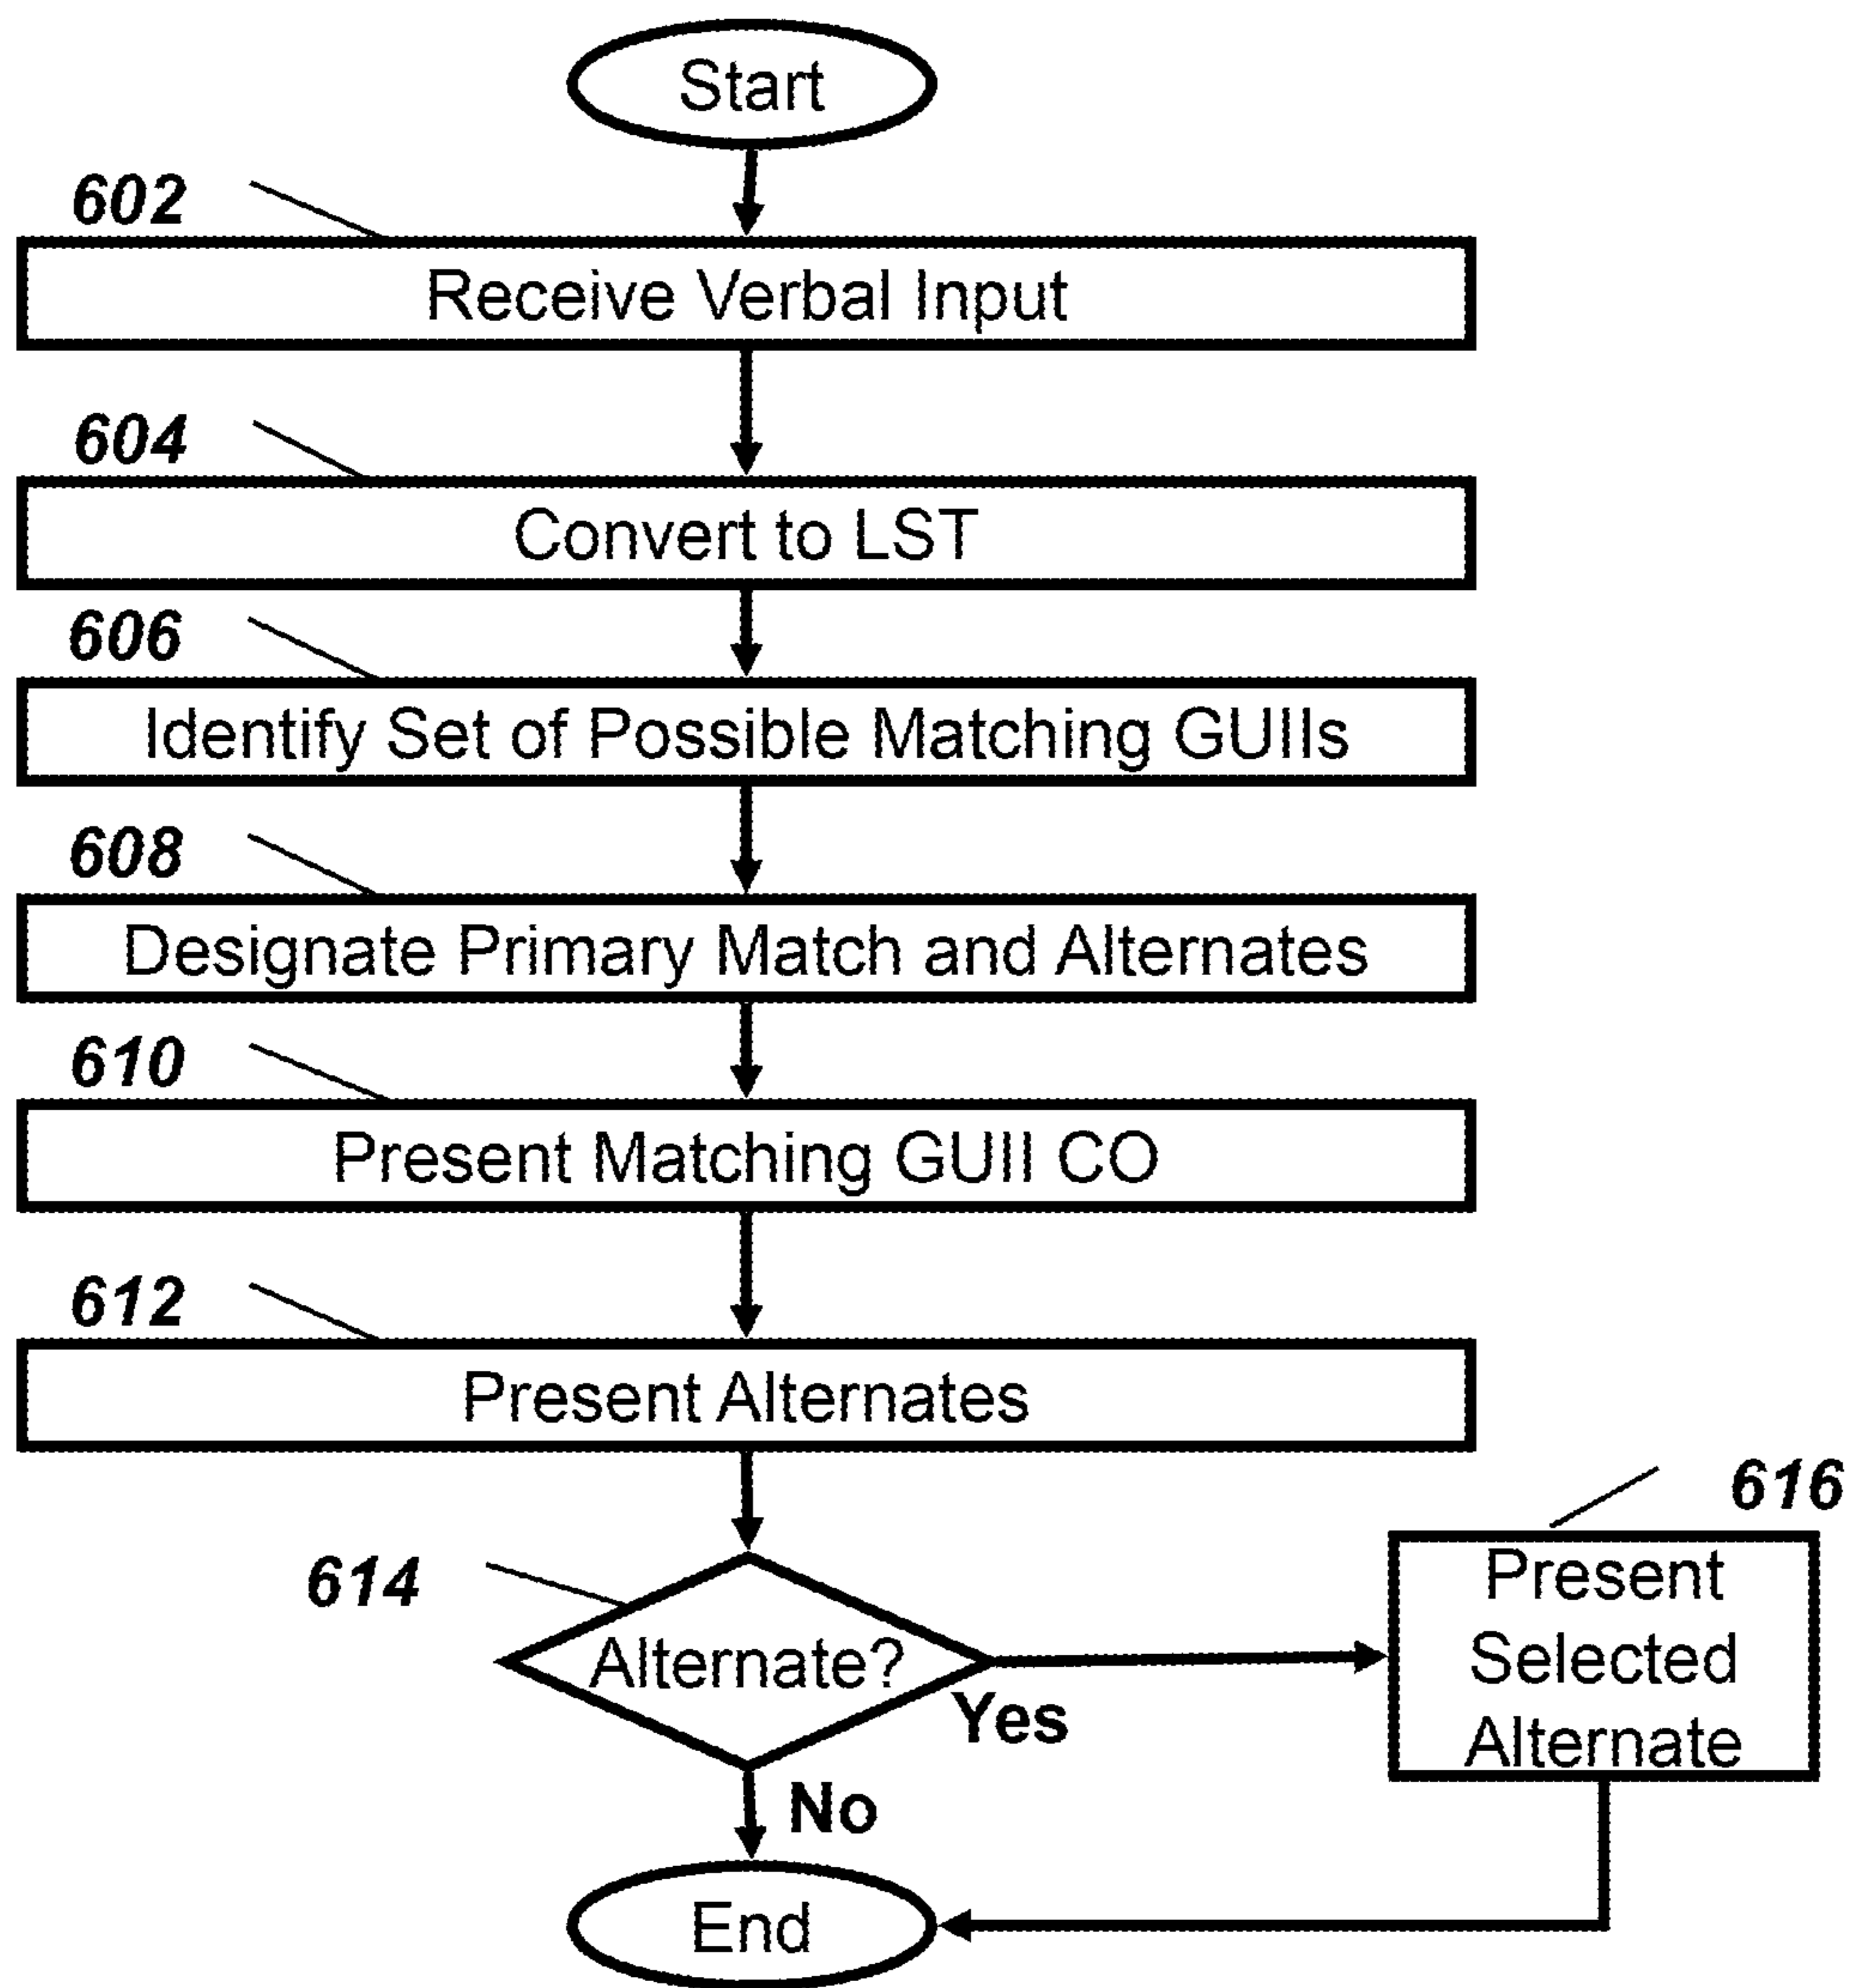 Start
602
Receive Verbal Input
604
Convert to LST
606
Identify Set of Possible Matching GUIIs
608
Designate Primary Match and Alternates
610
Present Matching GUII CO
612
Present Alternates
616
614
Present
Selected
Alternate
Alternate?
Yes
No
End